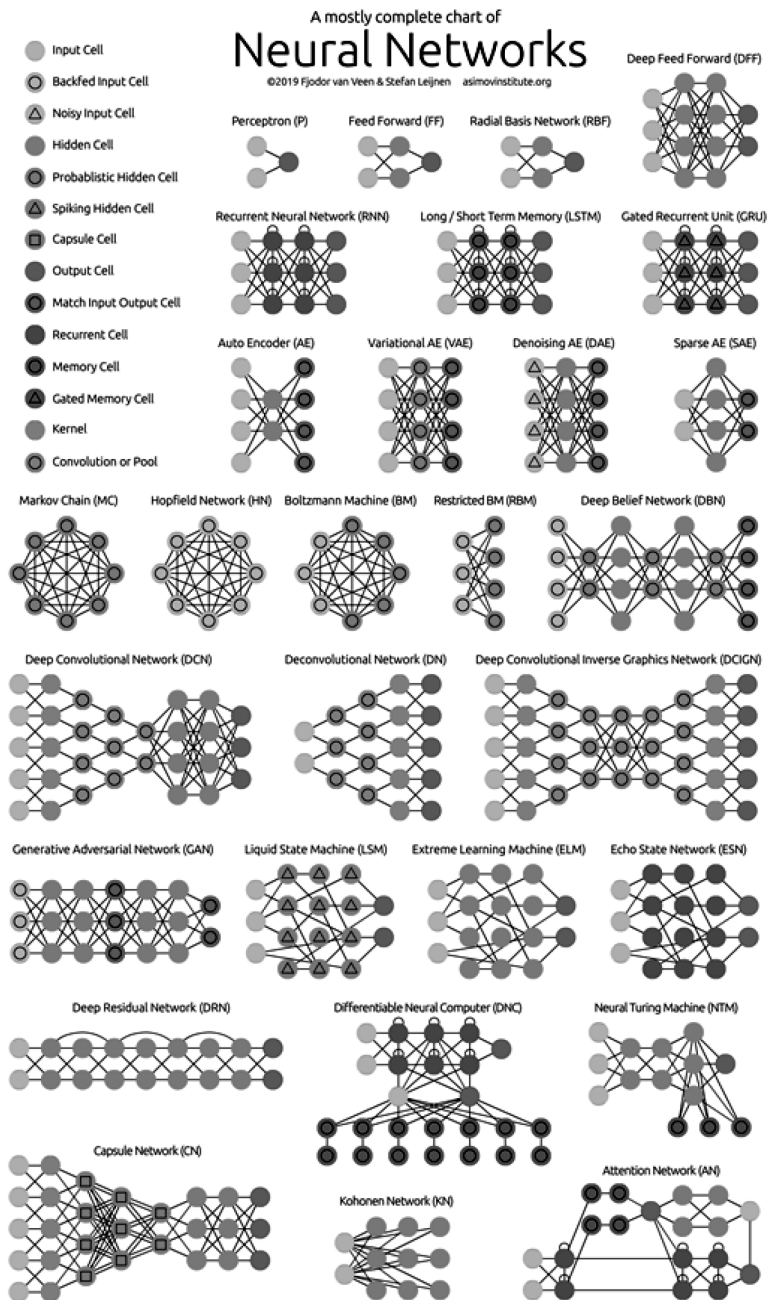 A mostly complete chart of
Neural Networks
©2019 Fjodor van Veen & Stefan Leijnen asimovinstitute.org
Input Cell
Backfed Input Cell
Noisy Input Cell
Hidden Cell
Probablistic Hidden Cell
Spiking Hidden Cell
Capsule Cell
Output Cell
Match Input Output Cell
Recurrent Cell
Memory Cell
Gated Memory Cell
Kernel
Convolution or Pool
Deep Feed Forward (DFF)
Perceptron (P)
Feed Forward (FF)
Radial Basis Network (RBF)
Recurrent Neural Network (RNN)
Long / Short Term Memory (LSTM)
Gated Recurrent Unit (GRU)
Auto Encoder (AE)
Variational AE (VAE)
Denoising AE (DAE)
Sparse AE (SAE)
Markov Chain (MC)
Hopfield Network (HN)
Boltzmann Machine (BM)
Restricted BM (RBM)
Deep Belief Network (DBN)
Deep Convolutional Network (DCN)
Deconvolutional Network (DN)
Deep Convolutional Inverse Graphics Network (DCIGN)
Generative Adversarial Network (GAN)
Liquid State Machine (LSM)
Extreme Learning Machine (ELM)
Echo State Network (ESN)
Deep Residual Network (DRN)
Differentiable Neural Computer (DNC)
Neural Turing Machine (NTM)
Capsule Network (CN)
Kohonen Network (KN)
Attention Network (AN)